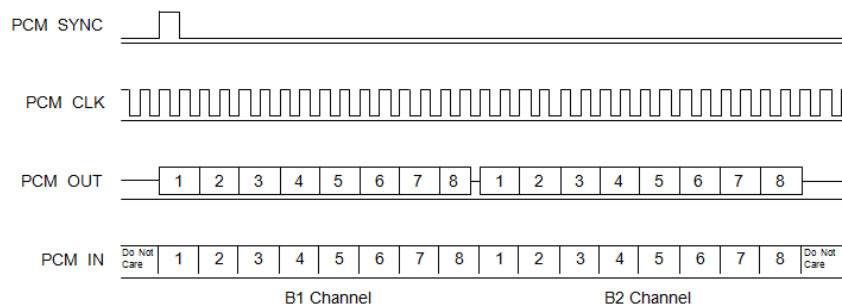 PCM SYNC
PCM CLK
PCM OUT 1 2 3 4 5 6 7 8 1 2 3 4 5 6 7 8
PCM IN Do Not Care 1 2 3 4 5 6 7 8 1 2 3 4 5 6 7 8 Do Not Care
B1 Channel B2 Channel